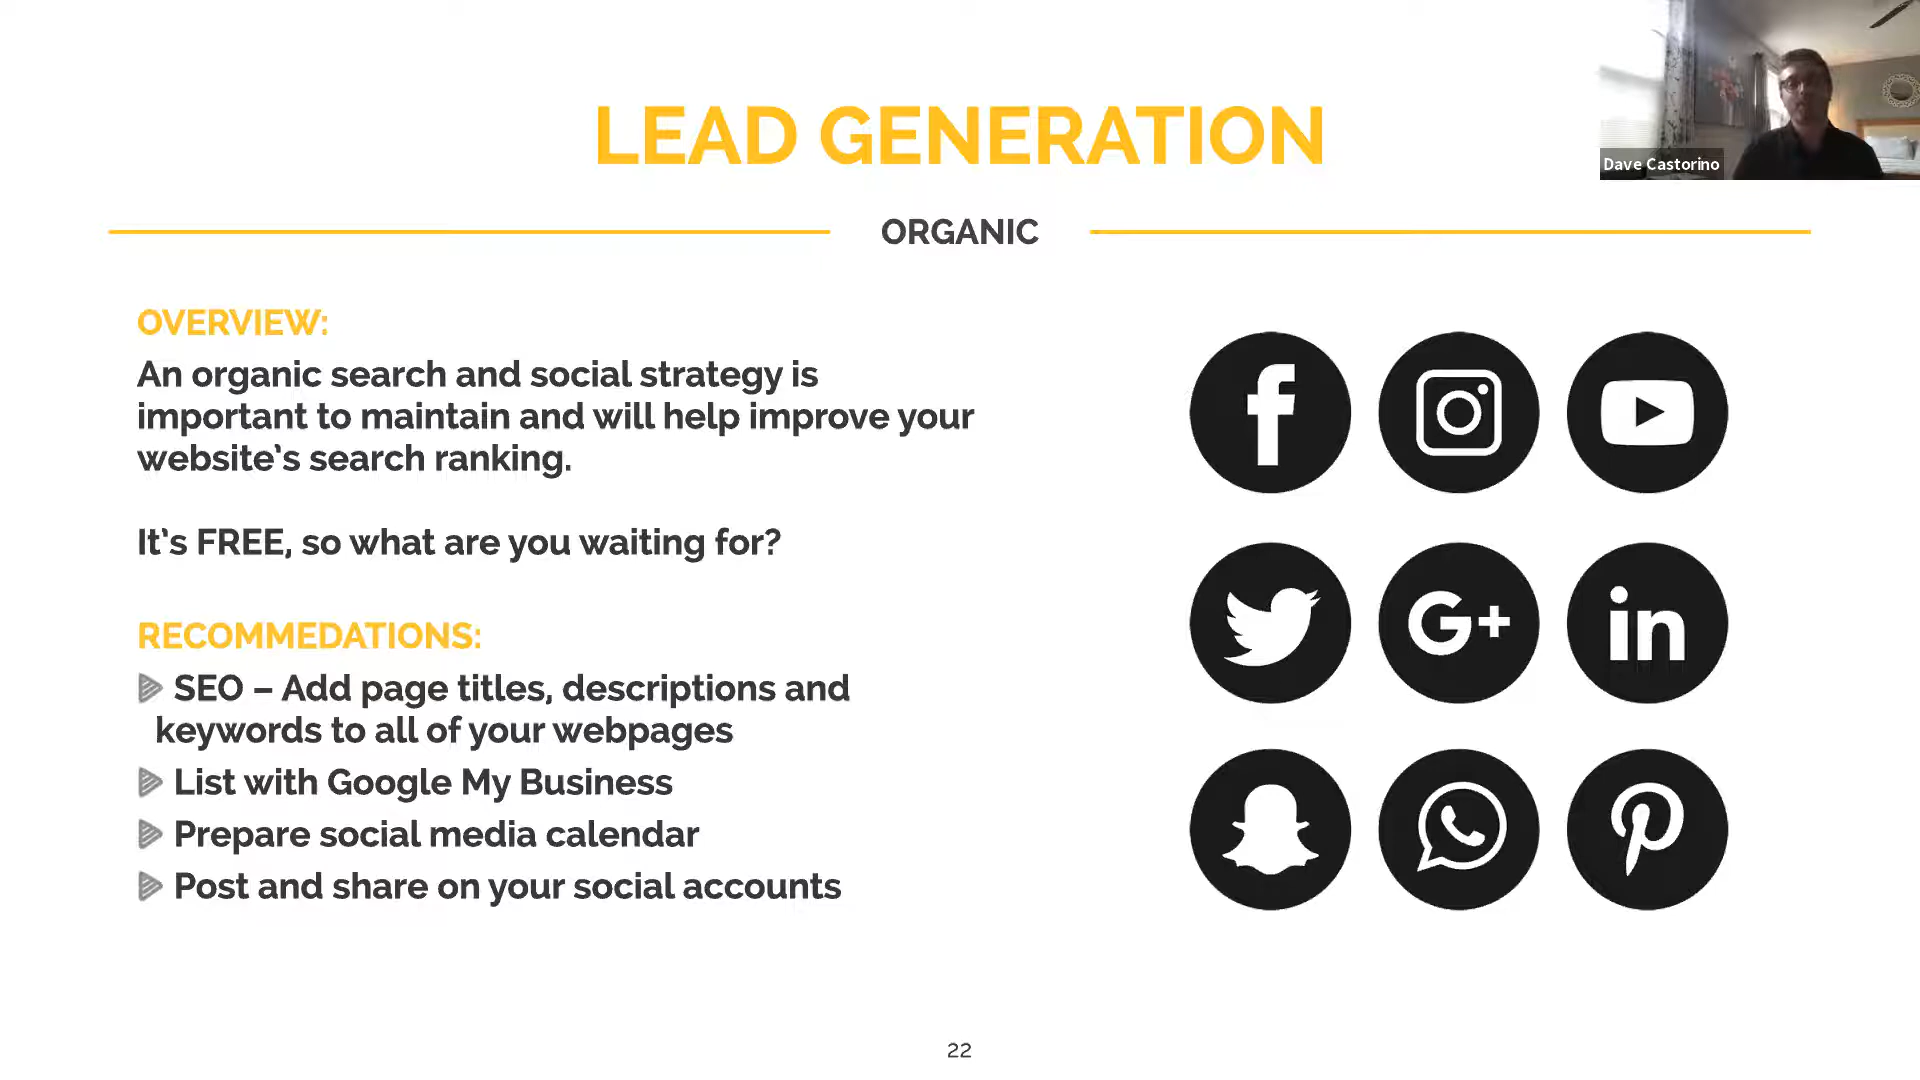 LEAD GENERATION
Dave Castorino
ORGANIC
OVERVIEW:
An organic search and social strategy is
important to maintain and will help improve your
website's search ranking.
It's FREE, so what are you waiting for?
RECOMMEDATIONS:
SEO – Add page titles, descriptions and
keywords to all of your webpages
List with Google My Business
Prepare social media calendar
Post and share on your social accounts
f
G+
in
22